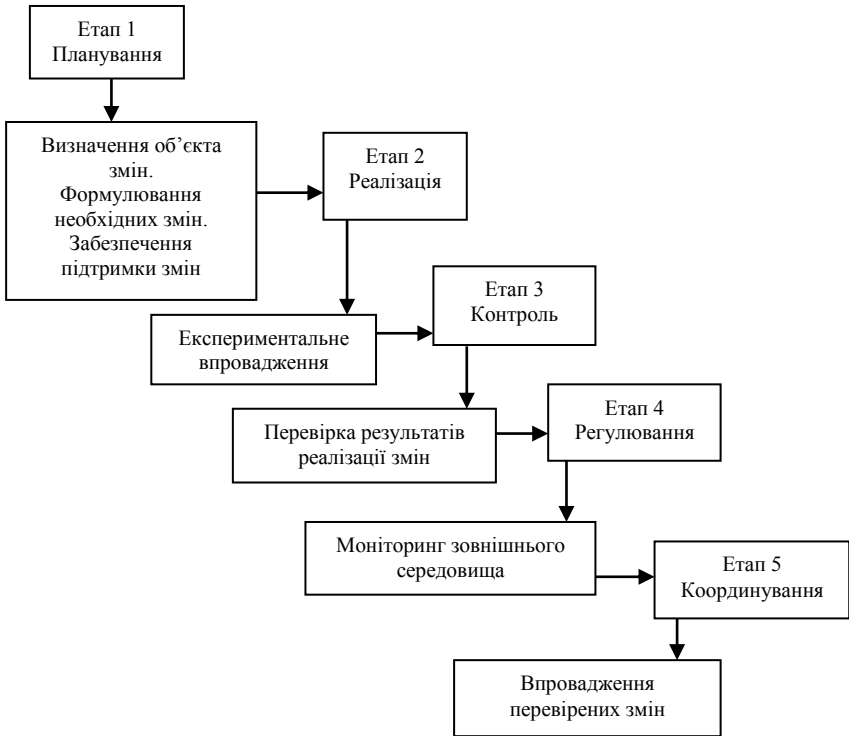 Етап 1
Планування
Визначення об’єкта
змін.
Формулювання
необхідних змін.
Забезпечення
підтримки змін
Етап 2
Реалізація
Експериментальне
впровадження
Етап 3
Контроль
Перевірка результатів
реалізації змін
Етап 4
Регулювання
Моніторинг зовнішнього
середовища
Етап 5
Координування
Впровадження
перевірених змін